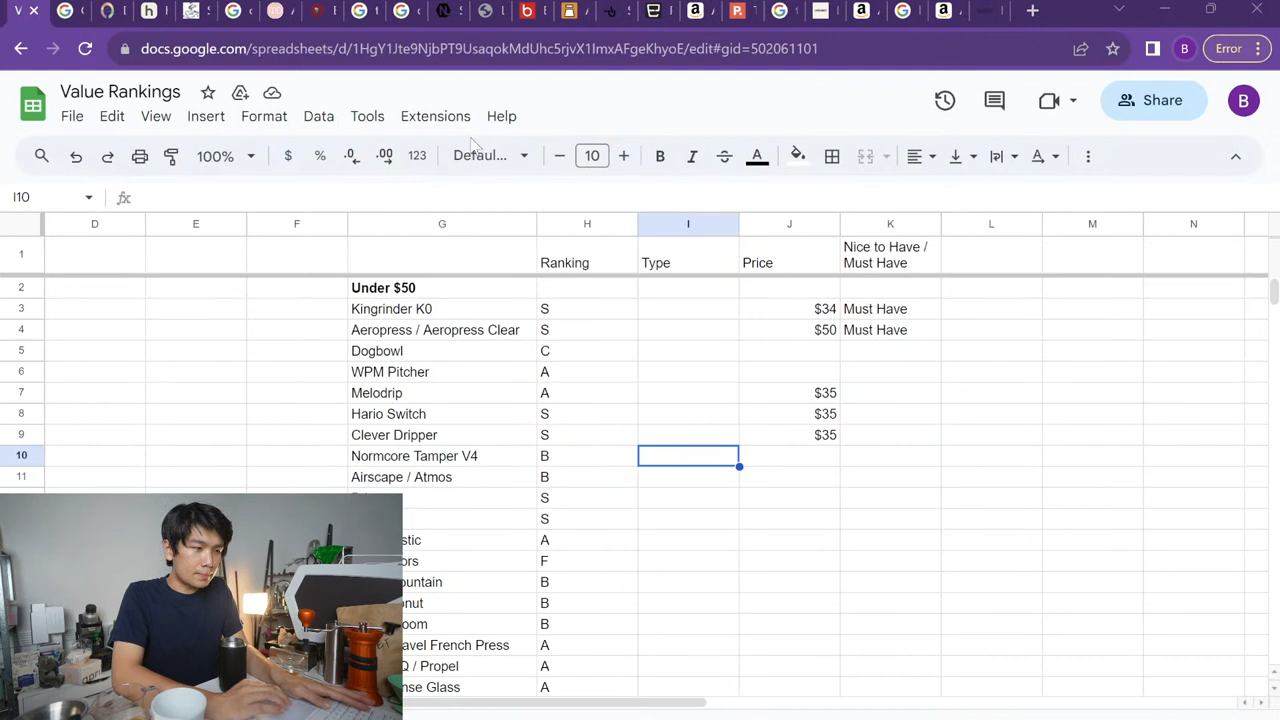 docs.google.com/spreadsheets/d/1HgY1Jte9NjbPT9UsaqokMdUhc5rjvX1ImxAFgeKhyoE/edit#gid=502061101
B
Error
Value Rankings
File Edit View Insert Format Data Tools Extensions Help
Share
B
100% $ % .0 .00 123 Defaul... 10 B I A
I10
fx
D E F G H I J K L M N
1 Ranking Type Price Nice to Have /
Must Have
2 Under $50
3 Kingrinder K0 S $34 Must Have
4 Aeropress / Aeropress Clear S $50 Must Have
5 Dogbowl C
6 WPM Pitcher A
7 Melodrip A $35
8 Hario Switch S $35
9 Clever Dripper S $35
10 Normcore Tamper V4 B
11 Airscape / Atmos B
S
S
stic A
ors F
ountain B
onut B
oom B
avel French Press A
Q / Propel A
nse Glass A